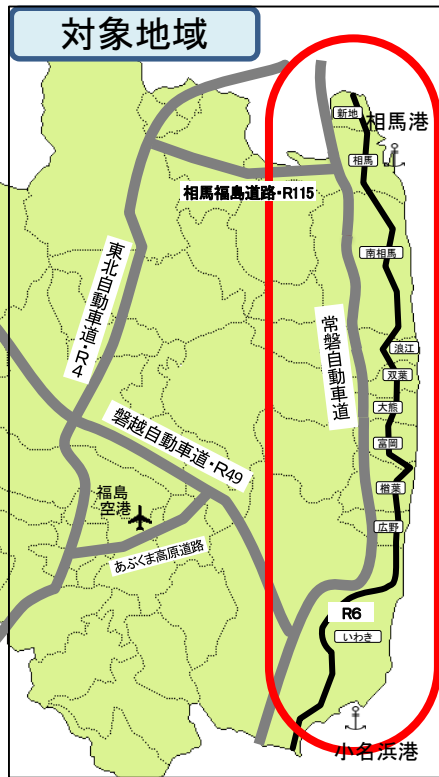 対象地域
新地
相馬港
相馬
相馬福島道路・R115
南相馬
東北自動車道・R4
常磐自動車道
浪江
双葉
大熊
富岡
磐越自動車道・R49
楢葉
福島
空港
広野
あぶくま高原道路
R6
いわき
小名浜港